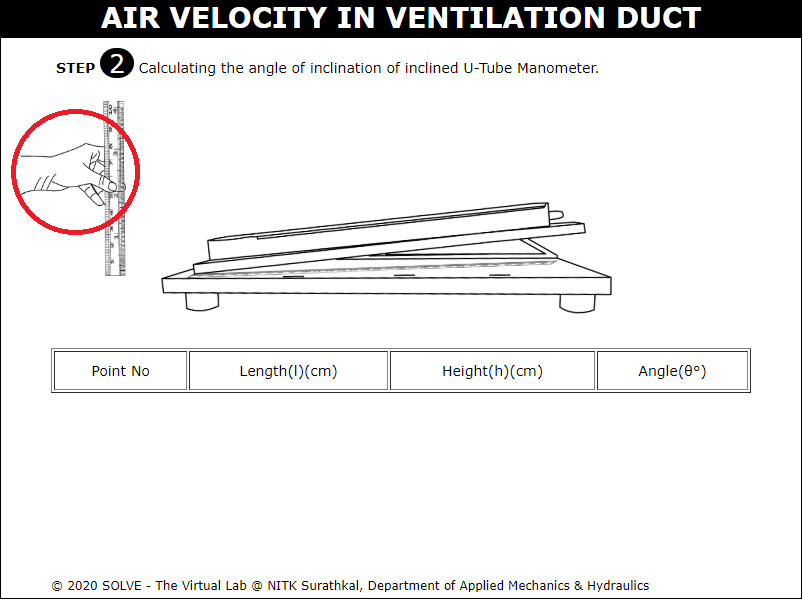 AIR VELOCITY IN VENTILATION DUCT
STEP 2 Calculating the angle of inclination of inclined U-Tube Manometer.
Point No Length(l)(cm) Height(h)(cm) Angle(θ°)
© 2020 SOLVE - The Virtual Lab @ NITK Surathkal, Department of Applied Mechanics & Hydraulics